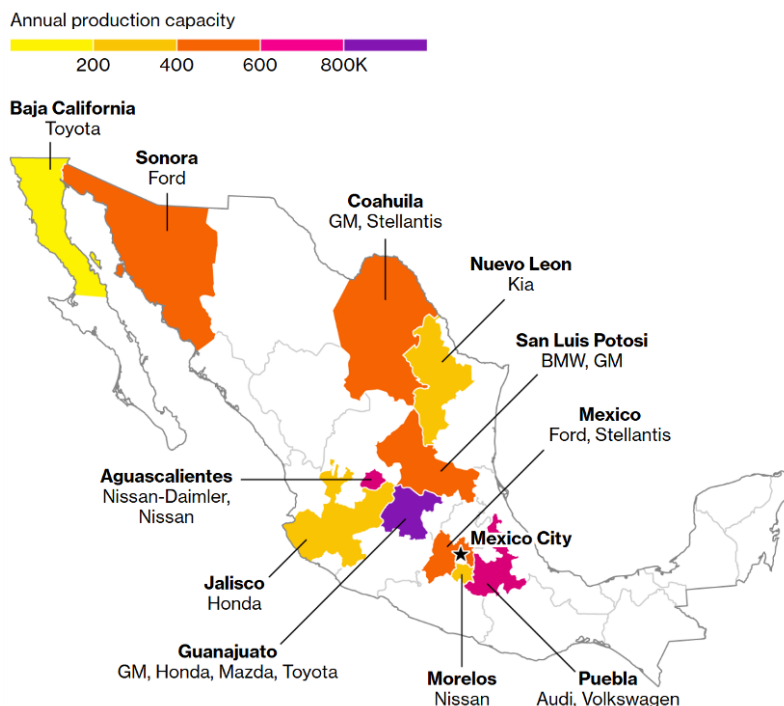 Annual production capacity
200 400 600 800K
Baja California
Toyota
Sonora
Ford
Coahuila
GM, Stellantis
Nuevo Leon
Kia
San Luis Potosi
BMW, GM
Mexico
Ford, Stellantis
Aguascalientes
Nissan-Daimler,
Nissan
Mexico City
Jalisco
Honda
Guanajuato
GM, Honda, Mazda, Toyota
Morelos
Nissan
Puebla
Audi, Volkswagen